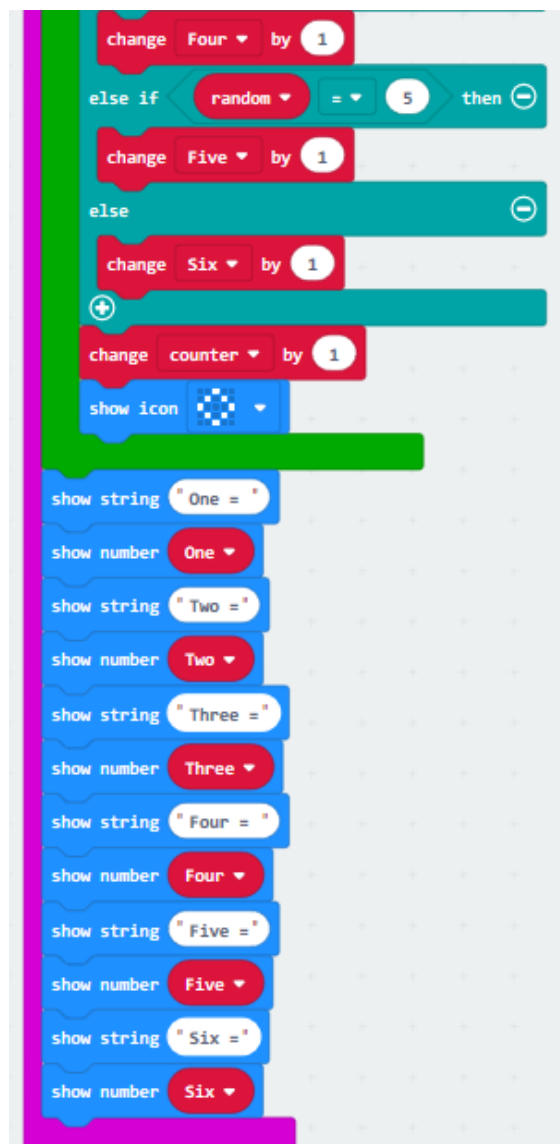 change Four by 1
else if random = 5 then
change Five by 1
else
change Six by 1
change counter by 1
show icon
show string "One = "
show number One
show string "Two ="
show number Two
show string "Three ="
show number Three
show string "Four = "
show number Four
show string "Five ="
show number Five
show string "Six ="
show number Six